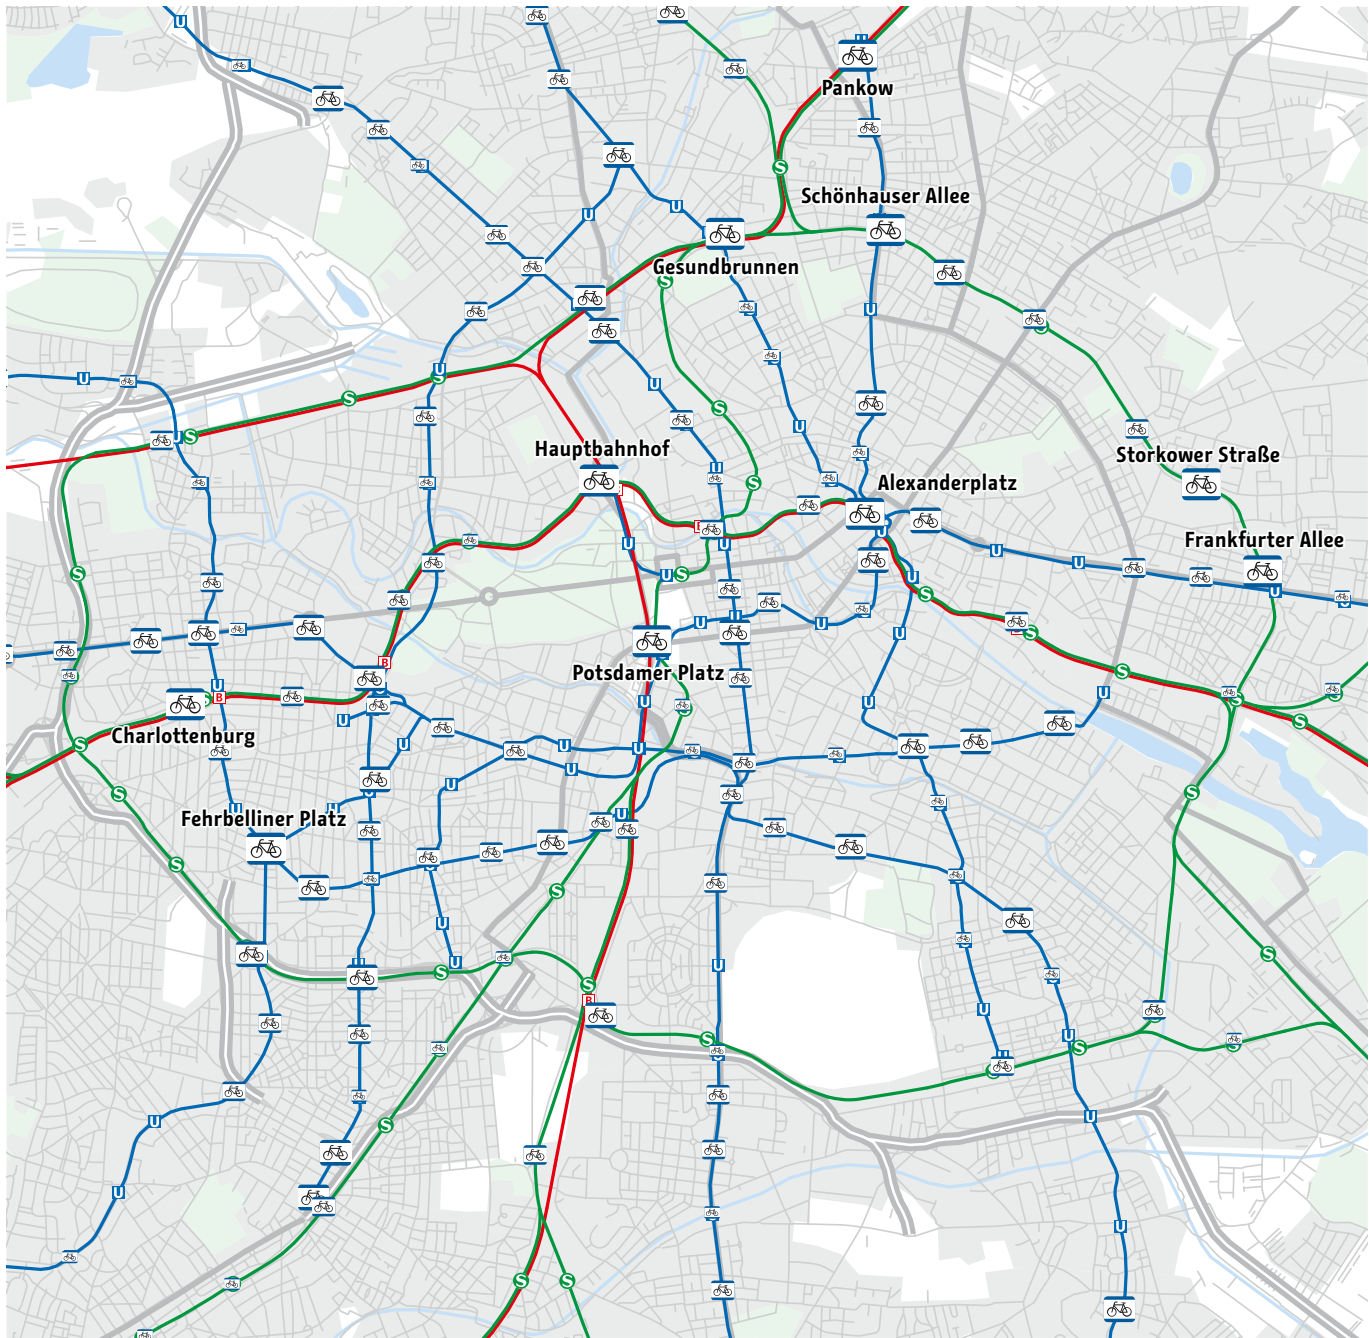 Pankow
Schönhauser Allee
Gesundbrunnen
Hauptbahnhof
Storkower Straße
Alexanderplatz
Frankfurter Allee
Potsdamer Platz
Charlottenburg
Fehrbelliner Platz